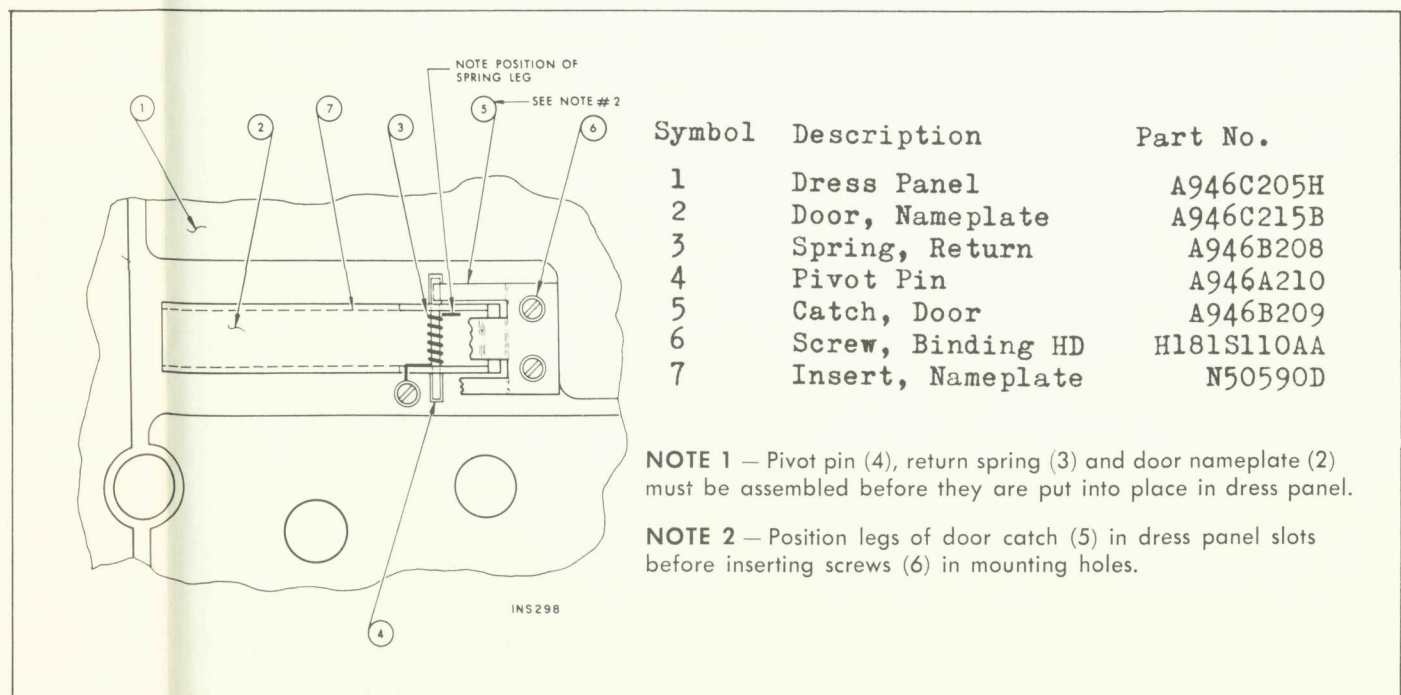 NOTE POSITION OF
SPRING LEG
1
2
7
3
5
SEE NOTE # 2
6
4
INS298
Symbol Description Part No.
1 Dress Panel A946C205H
2 Door, Nameplate A946C215B
3 Spring, Return A946B208
4 Pivot Pin A946A210
5 Catch, Door A946B209
6 Screw, Binding HD H181S110AA
7 Insert, Nameplate N50590D
NOTE 1 — Pivot pin (4), return spring (3) and door nameplate (2)
must be assembled before they are put into place in dress panel.
NOTE 2 — Position legs of door catch (5) in dress panel slots
before inserting screws (6) in mounting holes.